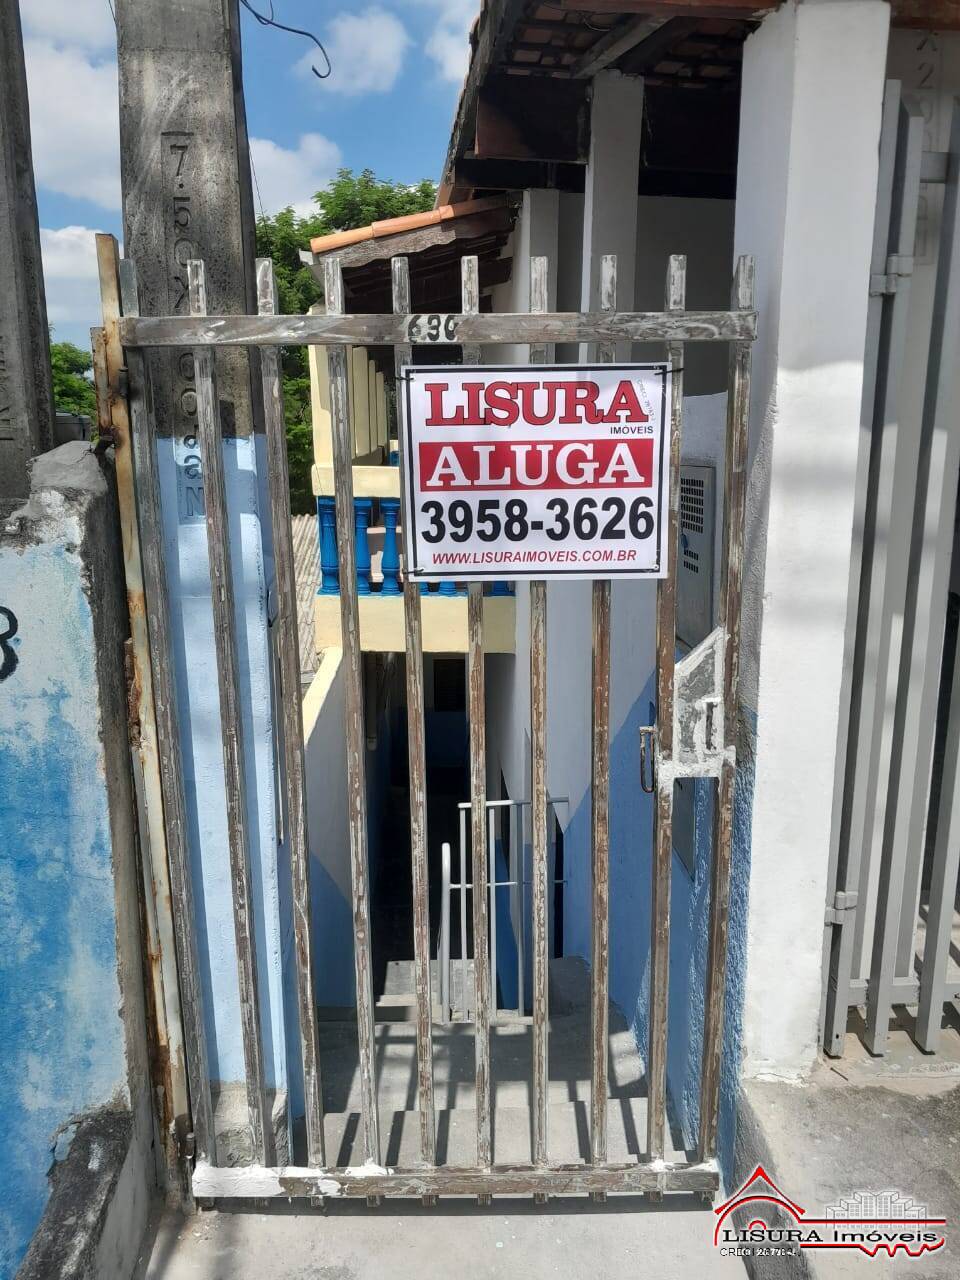 630
LISURA
IMÓVEIS
ALUGA
3958-3626
WWW.LISURAIMOVEIS.COM.BR
LISURA Imóveis